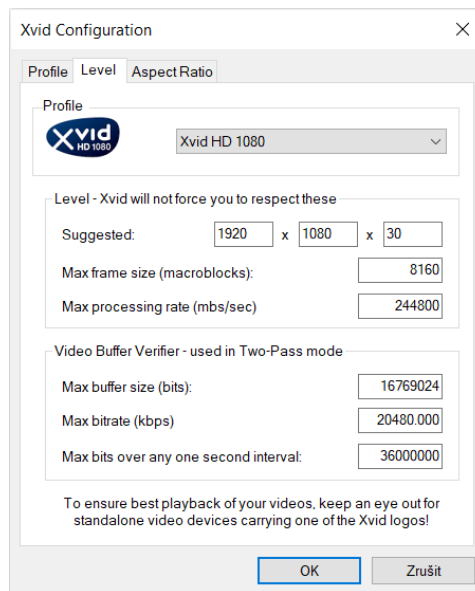 Xvid Configuration
Profile Level Aspect Ratio
Profile
Xvid
HD 1080
Xvid HD 1080
Level - Xvid will not force you to respect these
Suggested: 1920 x 1080 x 30
Max frame size (macroblocks): 8160
Max processing rate (mbs/sec) 244800
Video Buffer Verifier - used in Two-Pass mode
Max buffer size (bits): 16769024
Max bitrate (kbps) 20480.000
Max bits over any one second interval: 36000000
To ensure best playback of your videos, keep an eye out for
standalone video devices carrying one of the Xvid logos!
OK Zrušit